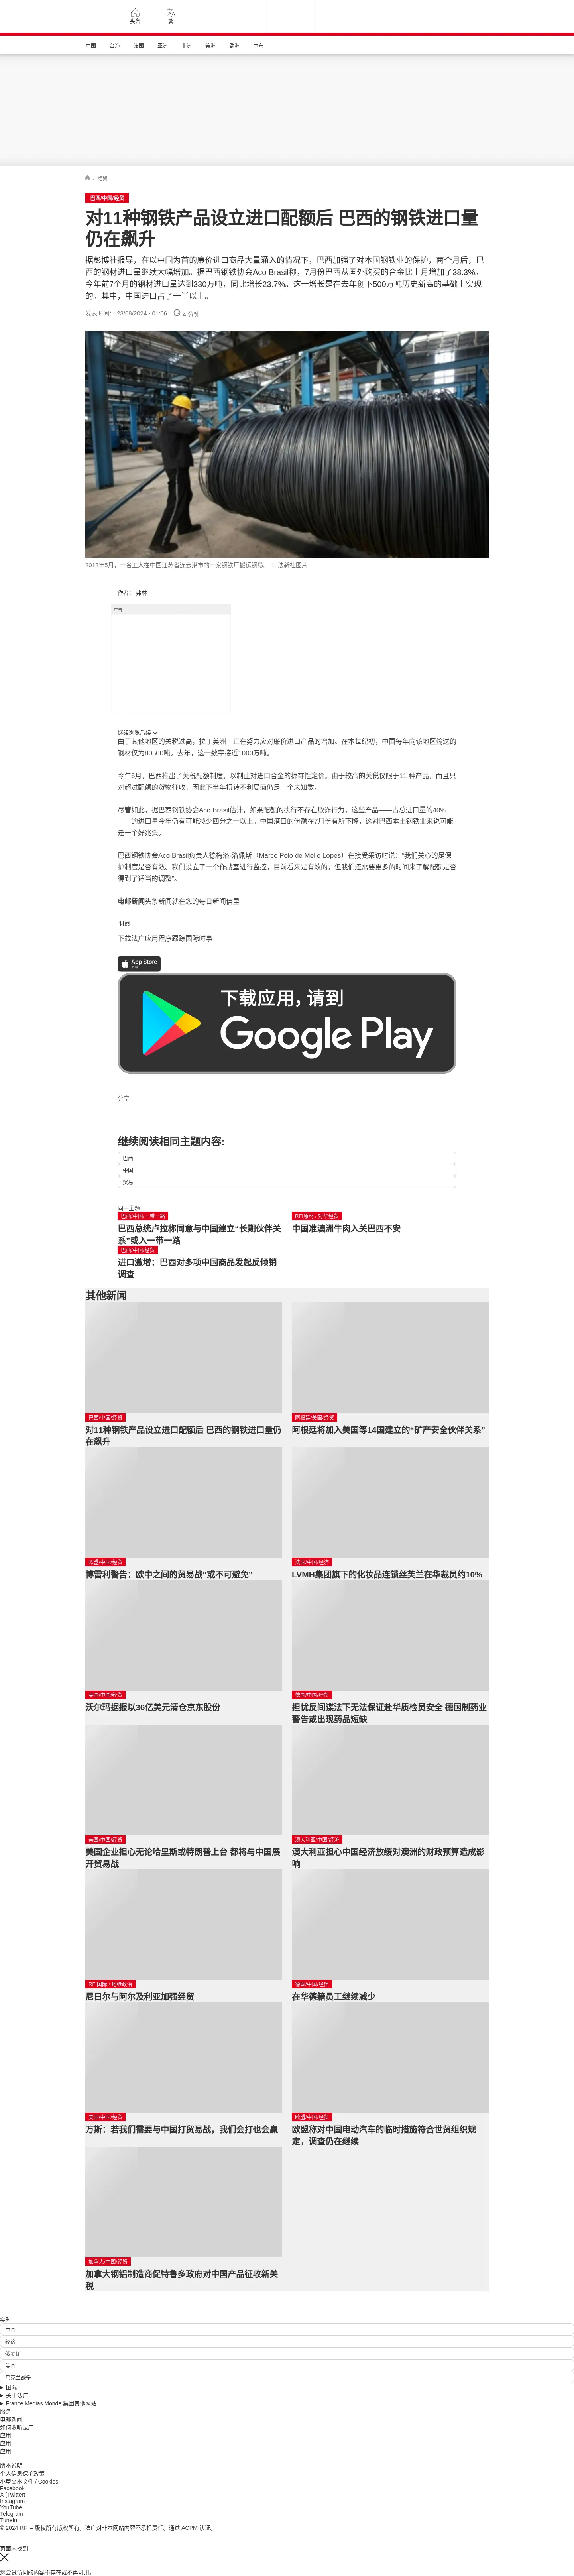 头条
繁
中国
台海
法国
亚洲
非洲
美洲
欧洲
中东
/ 经贸
巴西/中国/经贸
对11种钢铁产品设立进口配额后 巴西的钢铁进口量
仍在飙升
据彭博社报导，在以中国为首的廉价进口商品大量涌入的情况下，巴西加强了对本国钢铁业的保护，两个月后，巴
西的钢材进口量继续大幅增加。据巴西钢铁协会Aco Brasil称，7月份巴西从国外购买的合金比上月增加了38.3%。
今年前7个月的钢材进口量达到330万吨，同比增长23.7%。这一增长是在去年创下500万吨历史新高的基础上实现
的。其中，中国进口占了一半以上。
发表时间： 23/08/2024 - 01:06
4 分钟
2018年5月，一名工人在中国江苏省连云港市的一家钢铁厂搬运钢缆。 © 法新社图片
作者： 弗林
广告
继续浏览后续
由于其他地区的关税过高，拉丁美洲一直在努力应对廉价进口产品的增加。在本世纪初，中国每年向该地区输送的
钢材仅为80500吨。去年，这一数字接近1000万吨。
今年6月，巴西推出了关税配额制度，以制止对进口合金的掠夺性定价。由于较高的关税仅限于11 种产品，而且只
对超过配额的货物征收，因此下半年扭转不利局面仍是一个未知数。
尽管如此，据巴西钢铁协会Aco Brasil估计，如果配额的执行不存在欺诈行为，这些产品——占总进口量的40%
——的进口量今年仍有可能减少四分之一以上。中国港口的份额在7月份有所下降，这对巴西本土钢铁业来说可能
是一个好兆头。
巴西钢铁协会Aco Brasil负责人德梅洛-洛佩斯（Marco Polo de Mello Lopes）在接受采访时说：“我们关心的是保
护制度是否有效。我们设立了一个作战室进行监控，目前看来是有效的，但我们还需要更多的时间来了解配额是否
得到了适当的调整”。
电邮新闻头条新闻就在您的每日新闻信里
订阅
下载法广应用程序跟踪国际时事
App Store
下载
下载应用，请到
Google Play
分享 :
继续阅读相同主题内容:
巴西
中国
贸易
同一主题
巴西/中国/一带一路
巴西总统卢拉称同意与中国建立“长期伙伴关
系”或入一带一路
RFI原材 / 对华经贸
中国准澳洲牛肉入关巴西不安
巴西/中国/经贸
进口激增：巴西对多项中国商品发起反倾销
调查
其他新闻
巴西/中国/经贸
对11种钢铁产品设立进口配额后 巴西的钢铁进口量仍
在飙升
阿根廷/美国/经贸
阿根廷将加入美国等14国建立的“矿产安全伙伴关系”
欧盟/中国/经贸
博雷利警告：欧中之间的贸易战“或不可避免”
法国/中国/经济
LVMH集团旗下的化妆品连锁丝芙兰在华裁员约10%
美国/中国/经贸
沃尔玛据报以36亿美元清仓京东股份
德国/中国/经贸
担忧反间谍法下无法保证赴华质检员安全 德国制药业
警告或出现药品短缺
美国/中国/经贸
美国企业担心无论哈里斯或特朗普上台 都将与中国展
开贸易战
澳大利亚/中国/经济
澳大利亚担心中国经济放缓对澳洲的财政预算造成影
响
RFI国际 / 地缘政治
尼日尔与阿尔及利亚加强经贸
德国/中国/经贸
在华德籍员工继续减少
美国/中国/经贸
万斯：若我们需要与中国打贸易战，我们会打也会赢
欧盟/中国/经贸
欧盟称对中国电动汽车的临时措施符合世贸组织规
定，调查仍在继续
加拿大/中国/经贸
加拿大钢铝制造商促特鲁多政府对中国产品征收新关
税
实时
中国
经济
俄罗斯
美国
乌克兰战争
国际
关于法广
France Médias Monde 集团其他网站
服务
电邮新闻
如何收听法广
应用
应用
应用
版本说明
个人信息保护政策
小型文本文件 / Cookies
Facebook
X (Twitter)
Instagram
YouTube
Telegram
TuneIn
© 2024 RFI – 版权所有版权所有。法广对非本网站内容不承担责任。通过 ACPM 认证。
页面未找到
您尝试访问的内容不存在或不再可用。